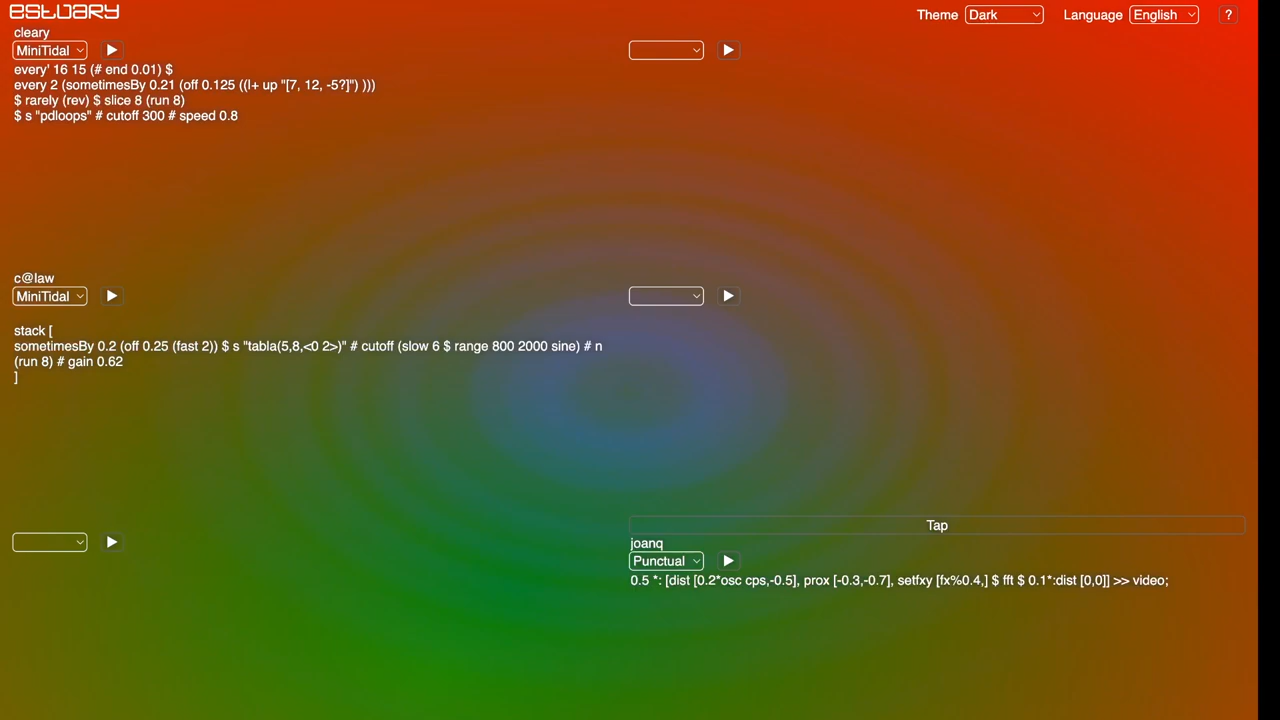 estuary
Theme Dark Language English ?
cleary
MiniTidal
every' 16 15 (# end 0.01) $
every 2 (sometimesBy 0.21 (off 0.125 ((l+ up "[7, 12, -5?]") )))
$ rarely (rev) $ slice 8 (run 8)
$ s "pdloops" # cutoff 300 # speed 0.8
c@law
MiniTidal
stack [
sometimesBy 0.2 (off 0.25 (fast 2)) $ s "tabla(5,8,<0 2>)" # cutoff (slow 6 $ range 800 2000 sine) # n
(run 8) # gain 0.62
]
Tap
joanq
Punctual
0.5 *: [dist [0.2*osc cps,-0.5], prox [-0.3,-0.7], setfxy [fx%0.4,] $ fft $ 0.1*:dist [0,0]] >> video;